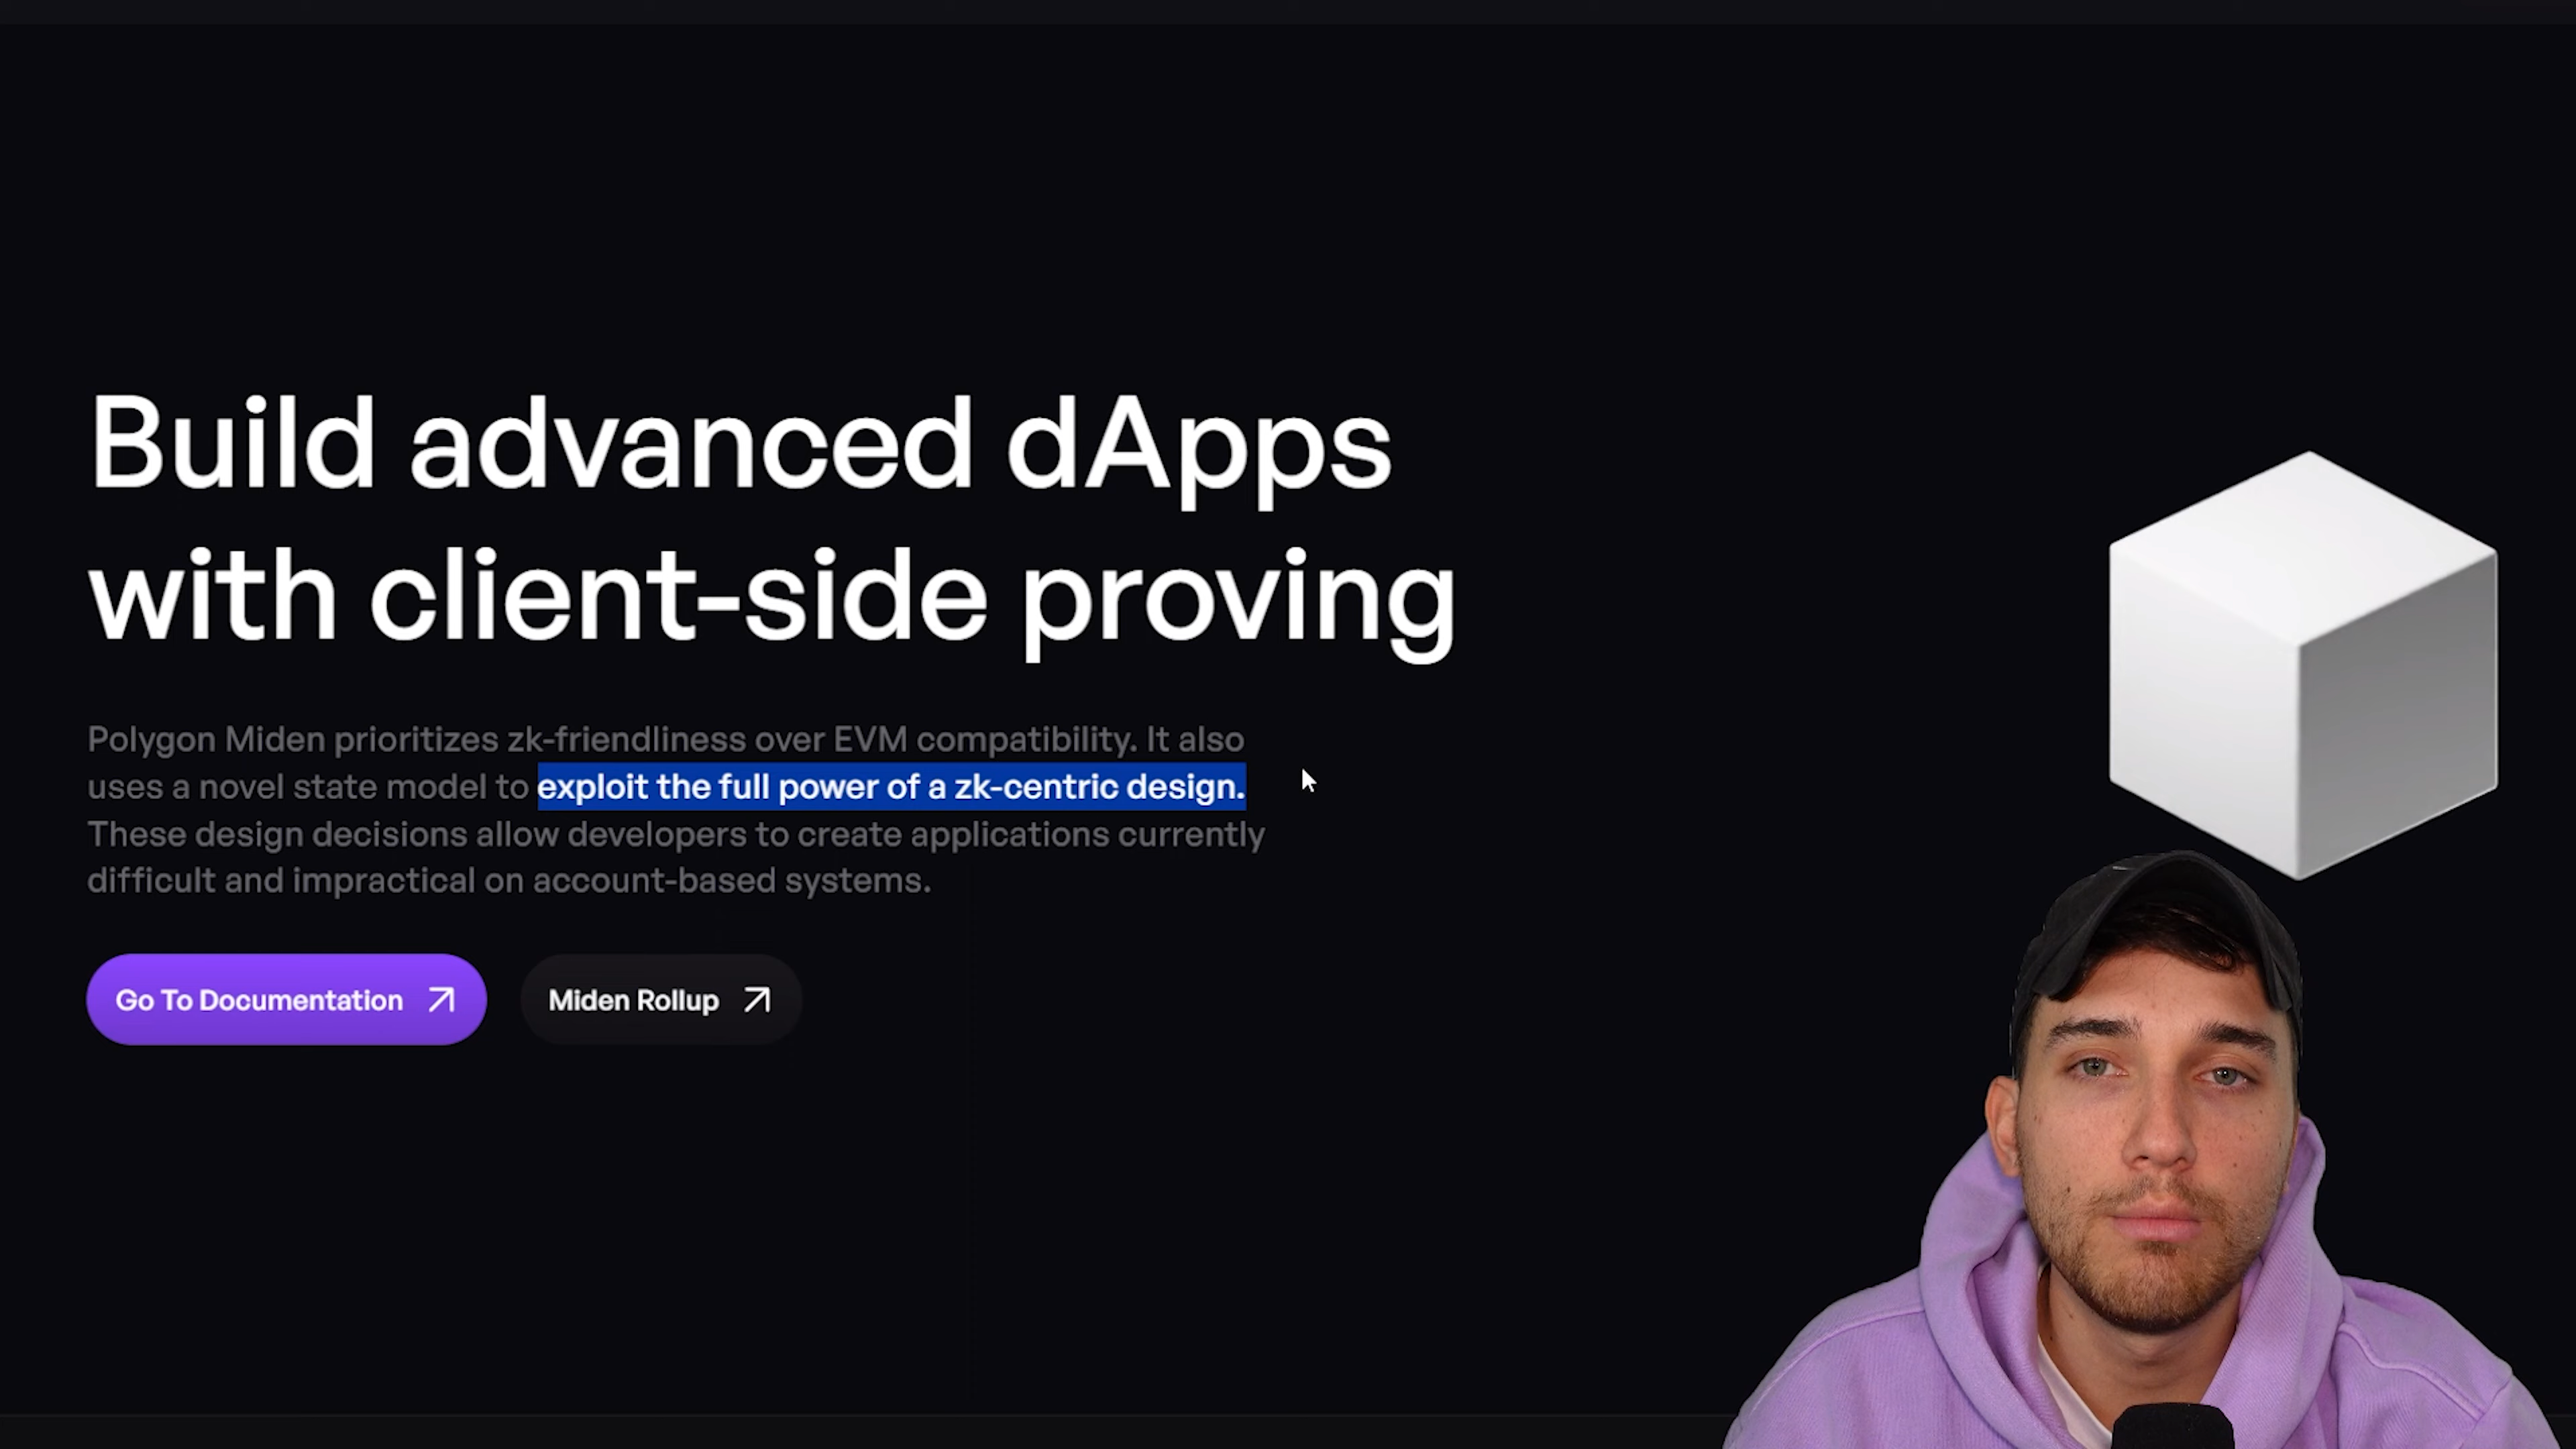 Build advanced dApps
with client-side proving
Polygon Miden prioritizes zk-friendliness over EVM compatibility. It also
uses a novel state model to exploit the full power of a zk-centric design.
These design decisions allow developers to create applications currently
difficult and impractical on account-based systems.
Go To Documentation
Miden Rollup